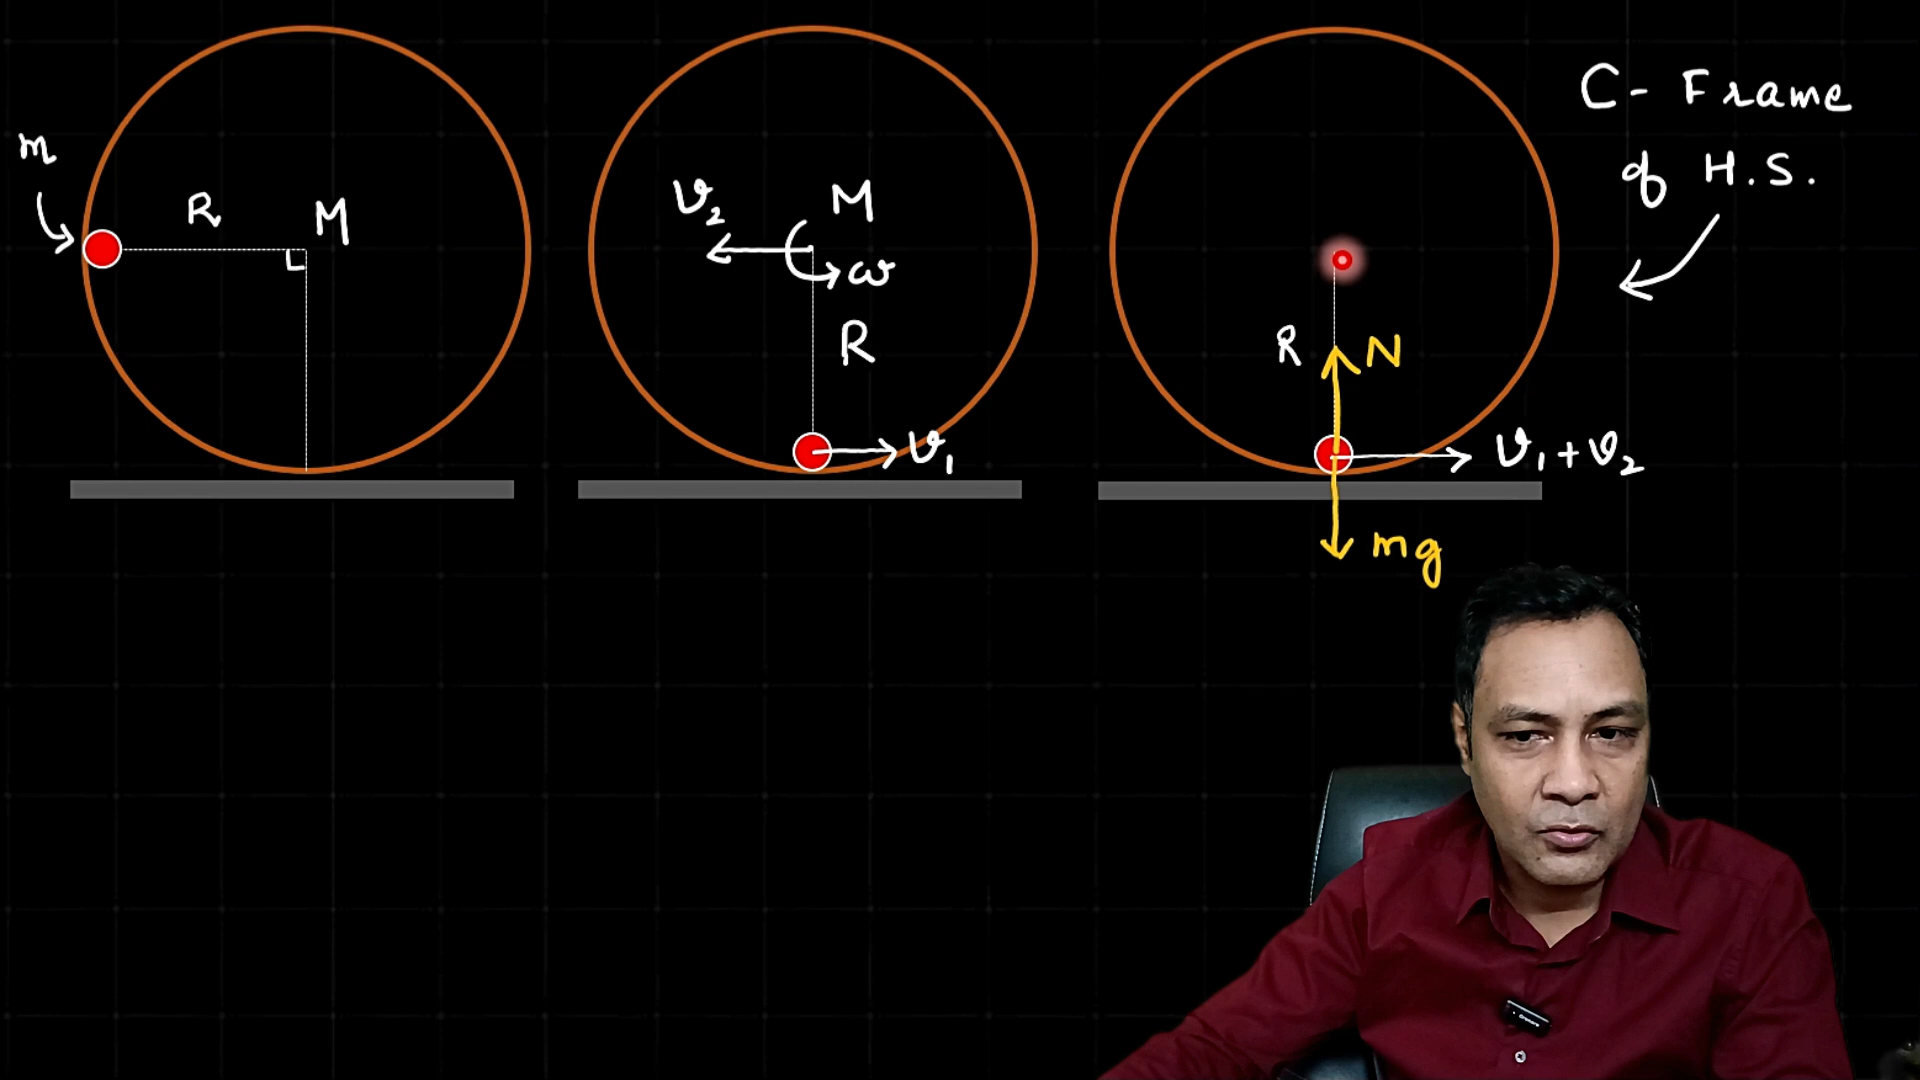 m
R
M
v₂
M
ω
R
v₁
C - Frame
of H.S.
R
N
v₁ + v₂
mg